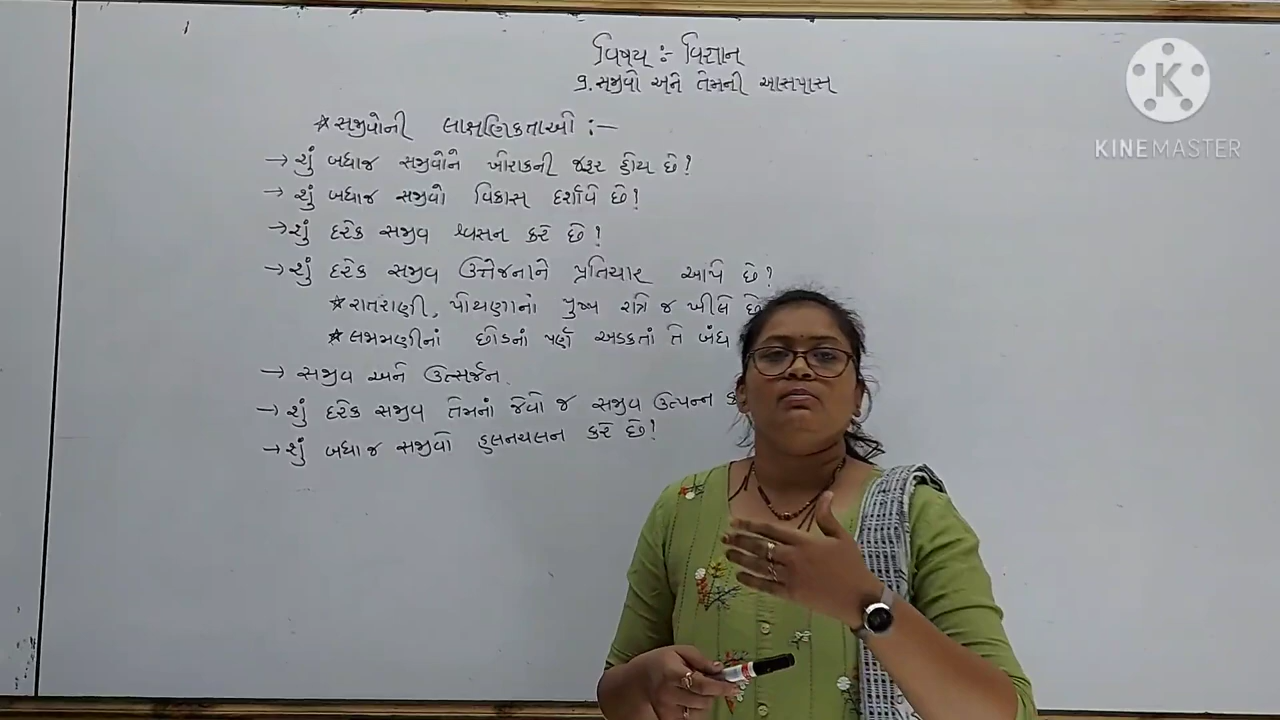 વિષય :- વિજ્ઞાન
૭. સજીવો અને તેમની આસપાસ
★ સજીવોની લાક્ષણિકતાઓ :-
→ શું બધાજ સજીવોને ખોરાકની જરૂર હોય છે?
→ શું બધાજ સજીવો વિકાસ દર્શાવે છે?
→ શું દરેક સજીવ શ્વસન કરે છે?
→ શું દરેક સજીવ ઉત્તેજનાને પ્રતિચાર આપે છે?
★ રાતરાણી, પોયણાનાં પુષ્પ રાત્રે જ ખીલે છે
★ લજામણીનાં છોડનાં પર્ણ અડકતાં તે બંધ
→ સજીવ અને ઉત્સર્જન.
→ શું દરેક સજીવ તેમનાં જેવો જ સજીવ ઉત્પન્ન
→ શું બધાજ સજીવો હલનચલન કરે છે?
K
KINEMASTER